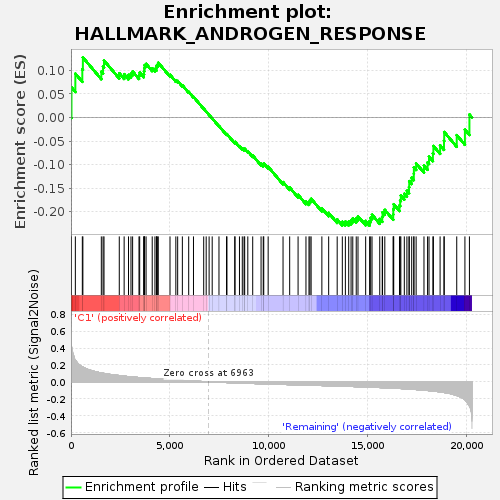 Enrichment plot:
HALLMARK_ANDROGEN_RESPONSE
Enrichment score (ES)
0.10
0.05
0.00
-0.05
-0.10
-0.15
-0.20
Ranked list metric (Signal2Noise)
'C1' (positively correlated)
0.8
0.6
0.4
0.2
0.0
-0.2
-0.4
-0.6
Zero cross at 6963
'Remaining' (negatively correlated)
0
5,000
10,000
15,000
20,000
Rank in Ordered Dataset
Enrichment profile
Hits
Ranking metric scores